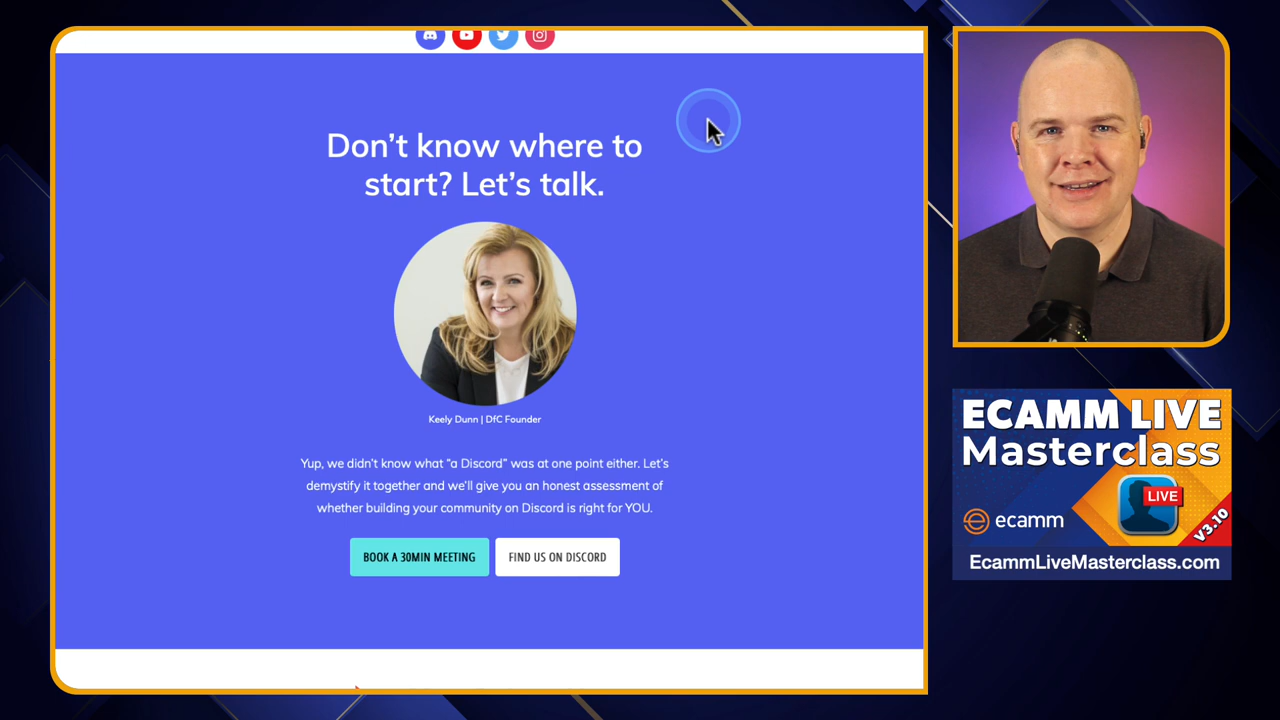 Don’t know where to
start? Let’s talk.
Keely Dunn | DfC Founder
Yup, we didn’t know what “a Discord” was at one point either. Let’s
demystify it together and we’ll give you an honest assessment of
whether building your community on Discord is right for YOU.
BOOK A 30MIN MEETING
FIND US ON DISCORD
ECAMM LIVE
Masterclass
LIVE
ecamm
V3.10
EcammLiveMasterclass.com